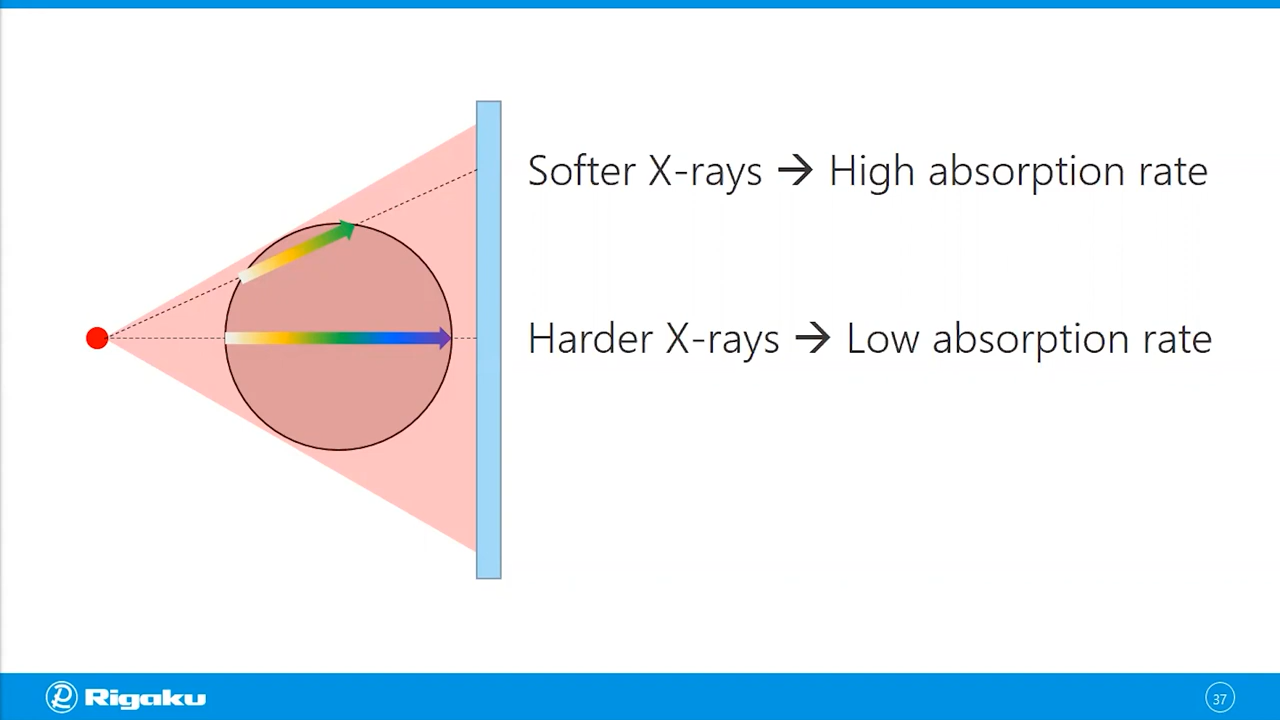 Softer X-rays → High absorption rate
Harder X-rays → Low absorption rate
Rigaku
37